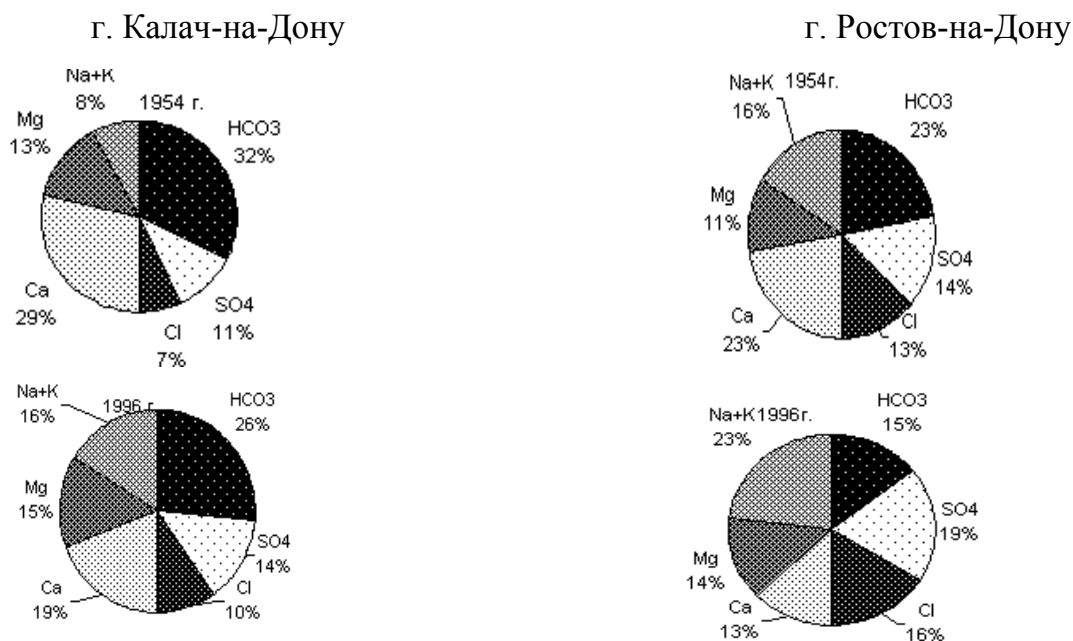 г. Калач-на-Дону
г. Ростов-на-Дону
Na+K
8%
1954 г.
HCO3
32%
Mg
13%
Ca
29%
Cl
7%
SO4
11%
Na+K
16%
1954г.
HCO3
23%
Mg
11%
SO4
14%
Ca
23%
Cl
13%
Na+K
16%
1996 г.
HCO3
26%
Mg
15%
SO4
14%
Ca
19%
Cl
10%
Na+K1996г.
23%
HCO3
15%
SO4
19%
Mg
14%
Ca
13%
Cl
16%